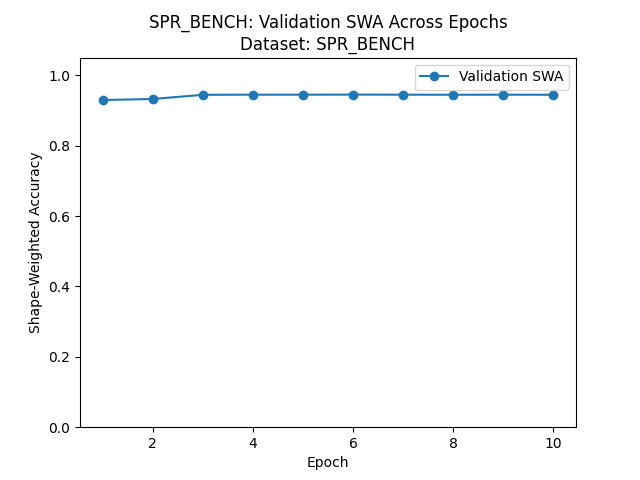 SPR_BENCH: Validation SWA Across Epochs
Dataset: SPR_BENCH
Validation SWA
Shape-Weighted Accuracy
1.0
0.8
0.6
0.4
0.2
0.0
2
4
6
8
10
Epoch